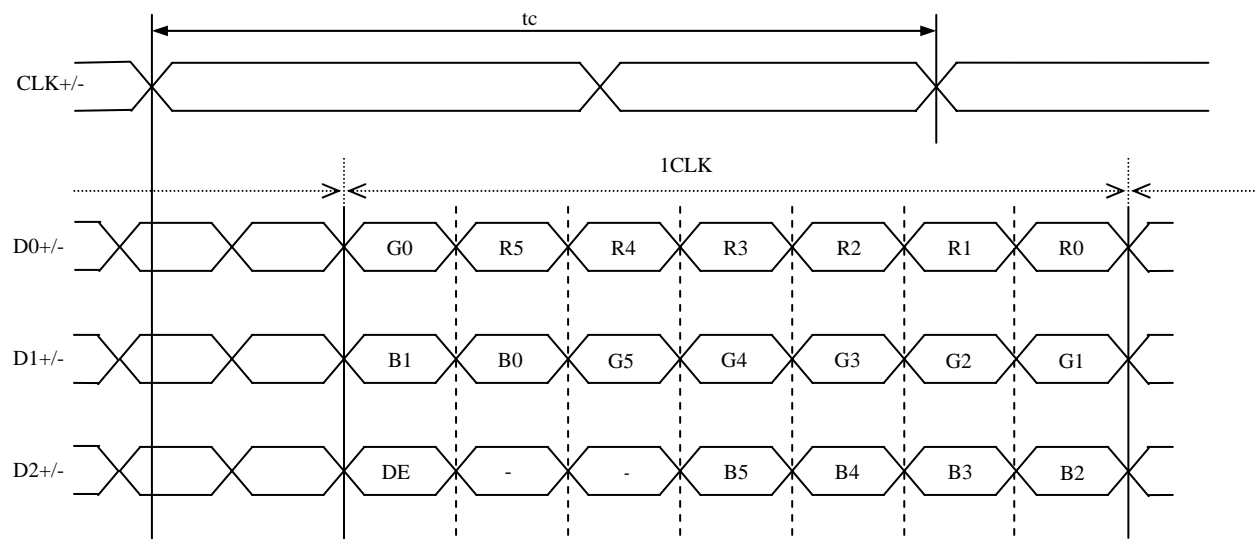 tc
CLK+/-
1CLK
D0+/- G0 R5 R4 R3 R2 R1 R0
D1+/- B1 B0 G5 G4 G3 G2 G1
D2+/- DE - - B5 B4 B3 B2